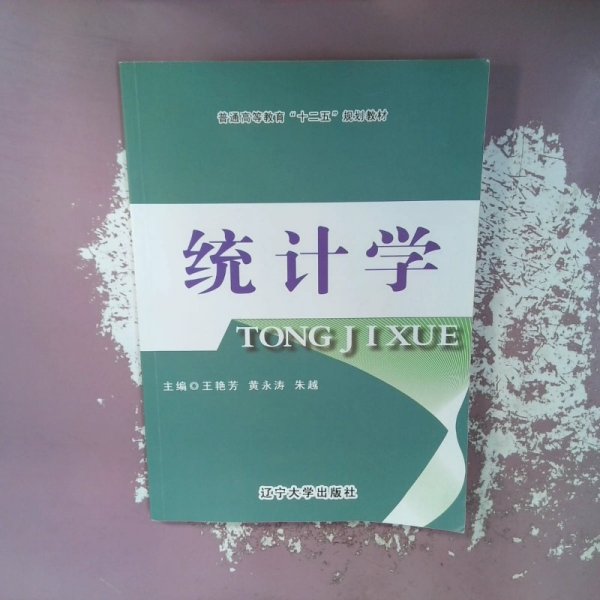 普通高等教育“十二五”规划教材
统计学
TONG JI XUE
主编◎王艳芳 黄永涛 朱越
辽宁大学出版社